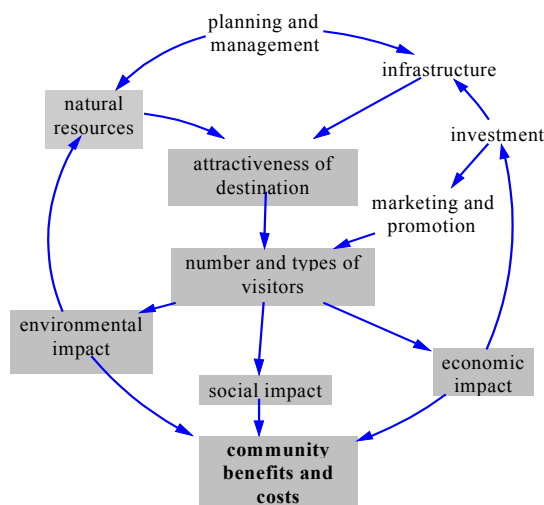 planning and
management
infrastructure
natural
resources
investment
attractiveness of
destination
marketing and
promotion
number and types of
visitors
environmental
impact
economic
impact
social impact
community
benefits and
costs